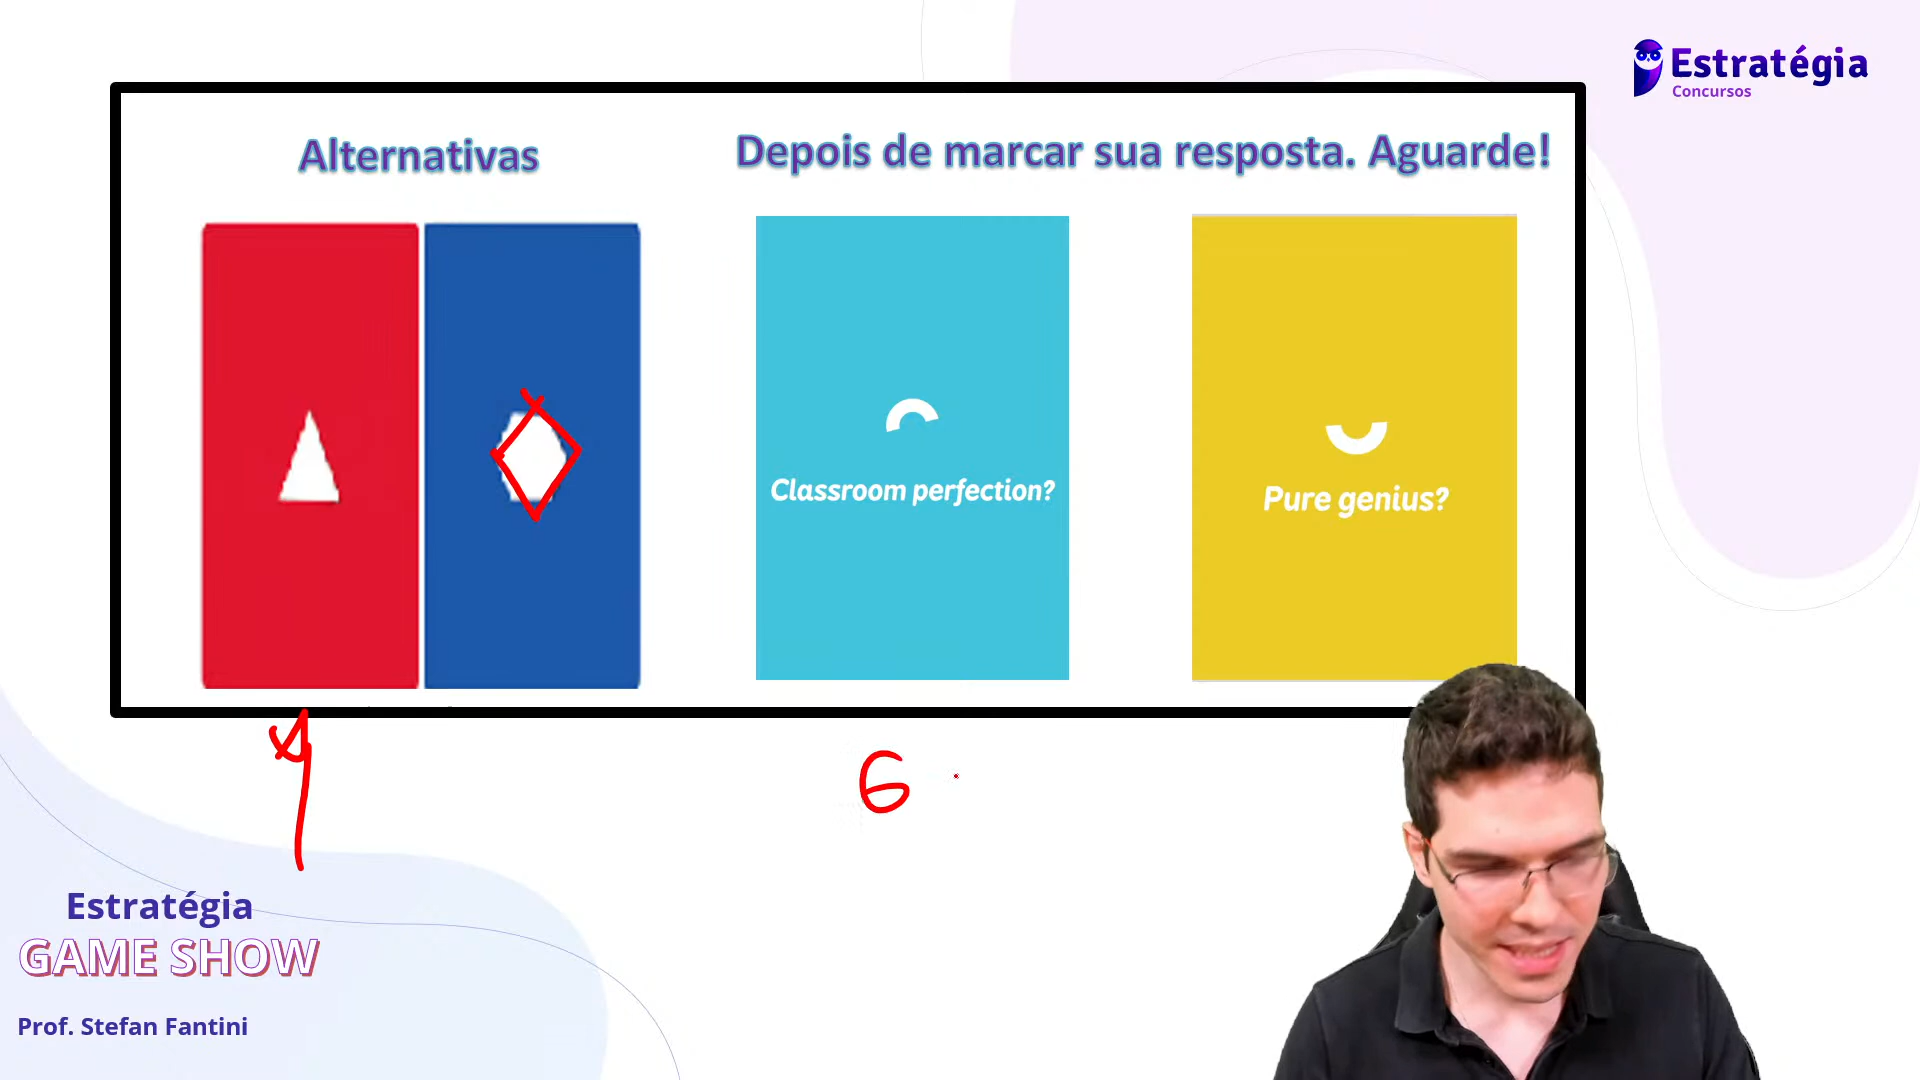 Estratégia
Concursos
Alternativas
Depois de marcar sua resposta. Aguarde!
Classroom perfection?
Pure genius?
6
Estratégia
GAME SHOW
Prof. Stefan Fantini